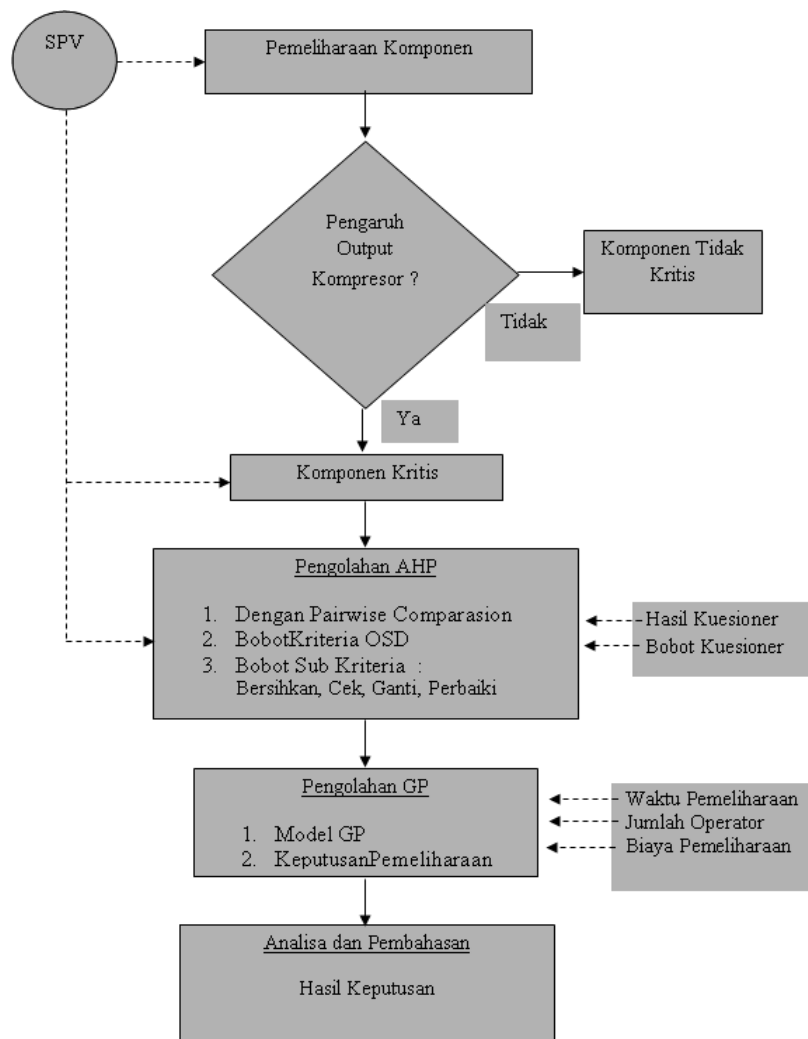 SPV
Pemeliharaan Komponen
Pengaruh
Output
Kompresor ?
Komponen Tidak
Kritis
Tidak
Ya
Komponen Kritis
Pengolahan AHP
1. Dengan Pairwise Comparasion
2. BobotKriteria OSD
3. Bobot Sub Kriteria :
Bersihkan, Cek, Ganti, Perbaiki
Hasil Kuesioner
Bobot Kuesioner
Pengolahan GP
1. Model GP
2. KeputusanPemeliharaan
Waktu Pemeliharaan
Jumlah Operator
Biaya Pemeliharaan
Analisa dan Pembahasan
Hasil Keputusan